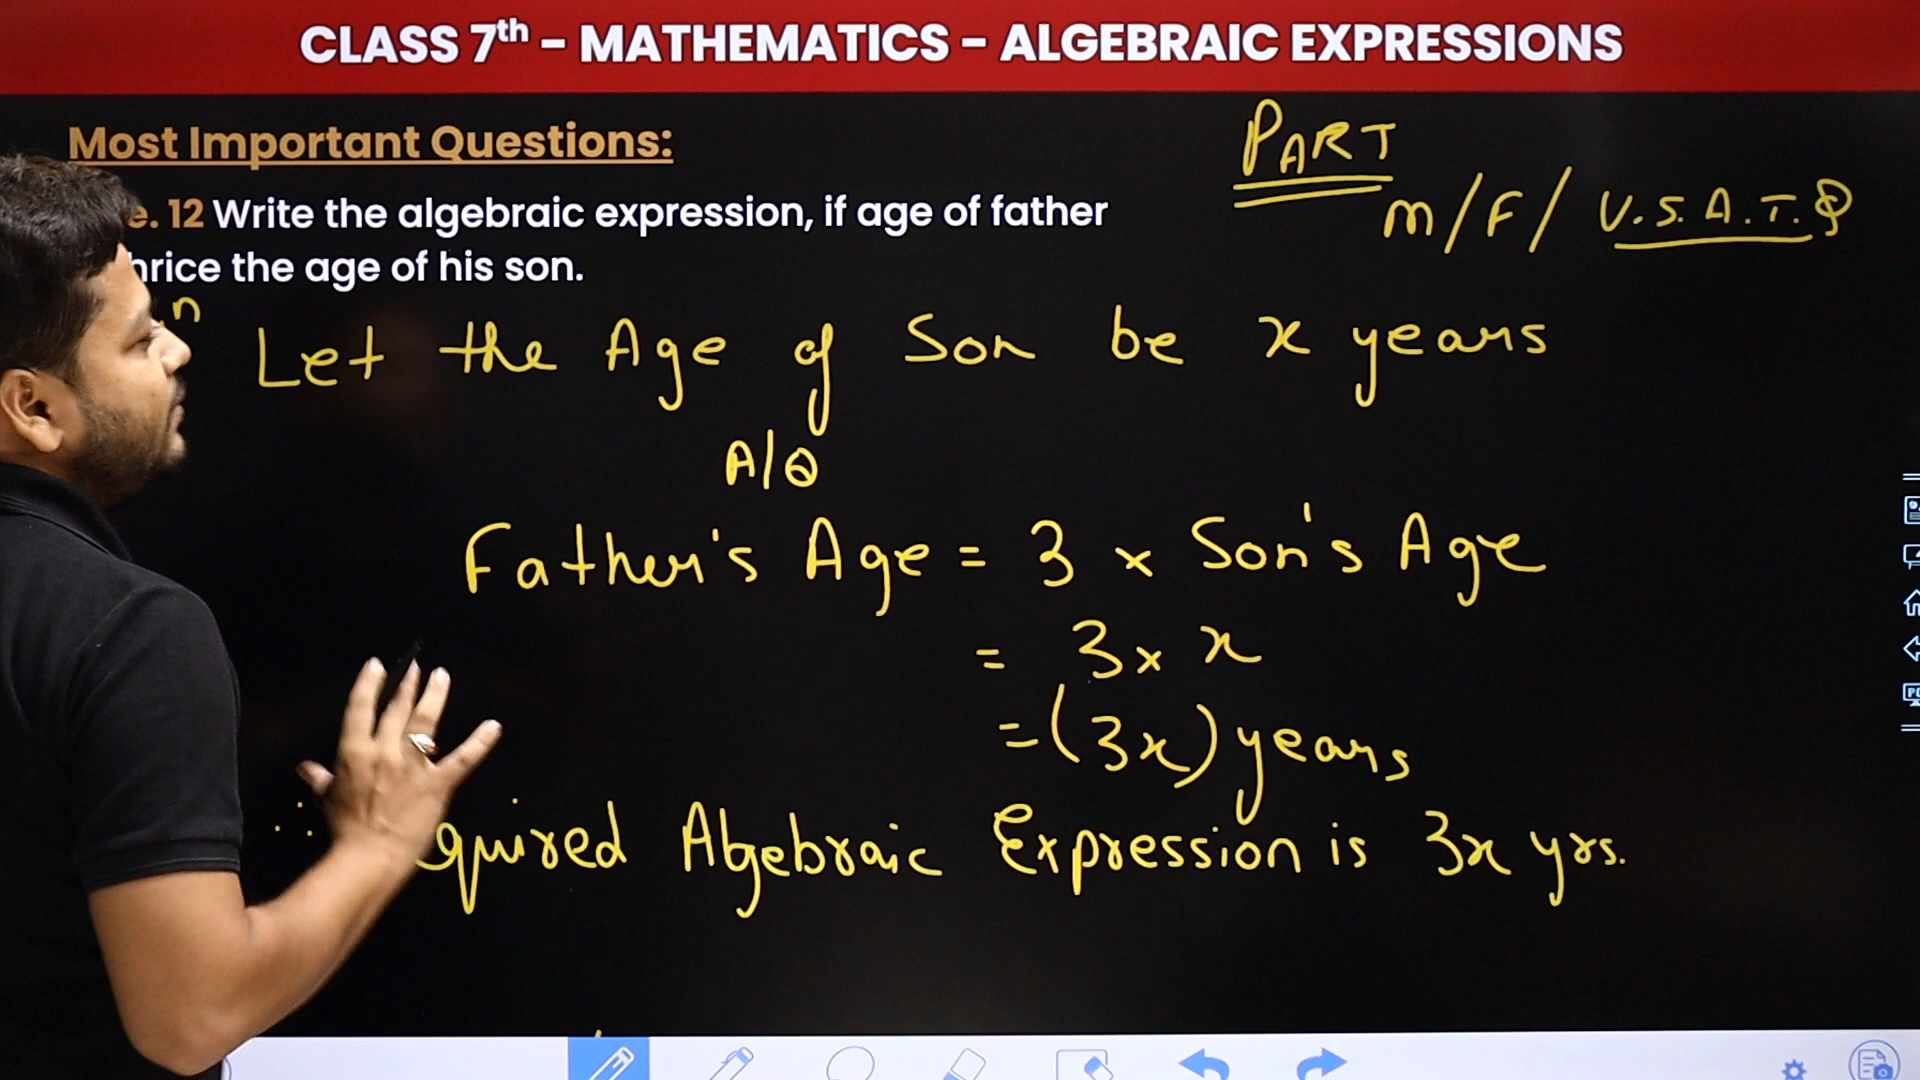 CLASS 7th - MATHEMATICS - ALGEBRAIC EXPRESSIONS
Most Important Questions:
PART
M/F/ V.S.A.T.Q
e. 12 Write the algebraic expression, if age of father
hrice the age of his son.
n
Let the Age of Son be x years
A/Q
Father's Age = 3 × Son's Age
= 3 × x
= (3x) years
∴ quired Algebraic Expression is 3x yrs.